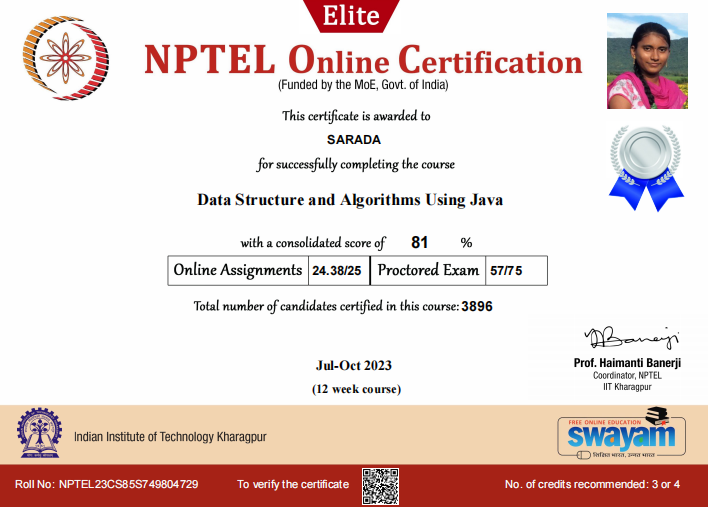 Elite
NPTEL Online Certification
(Funded by the MoE, Govt. of India)
This certificate is awarded to
SARADA
for successfully completing the course
Data Structure and Algorithms Using Java
with a consolidated score of 81 %
Online Assignments 24.38/25 Proctored Exam 57/75
Total number of candidates certified in this course: 3896
Jul-Oct 2023
(12 week course)
Prof. Haimanti Banerji
Coordinator, NPTEL
IIT Kharagpur
Indian Institute of Technology Kharagpur
FREE ONLINE EDUCATION
swayam
शिक्षित भारत, उन्नत भारत
Roll No: NPTEL23CS85S749804729 To verify the certificate No. of credits recommended: 3 or 4